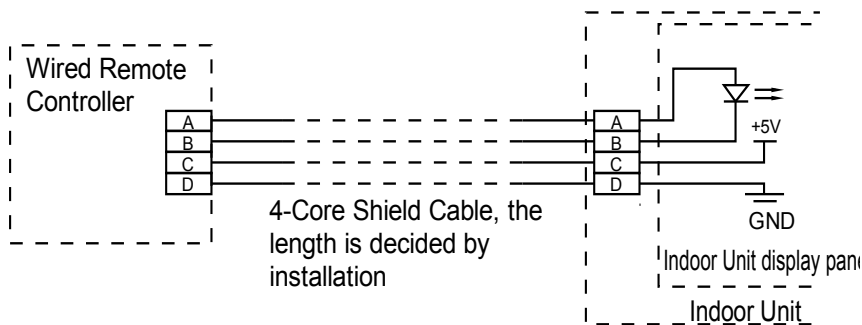 Wired Remote
Controller
A
B
C
D
A
B
C
D
+5V
GND
4-Core Shield Cable, the
length is decided by
installation
Indoor Unit display pane
Indoor Unit